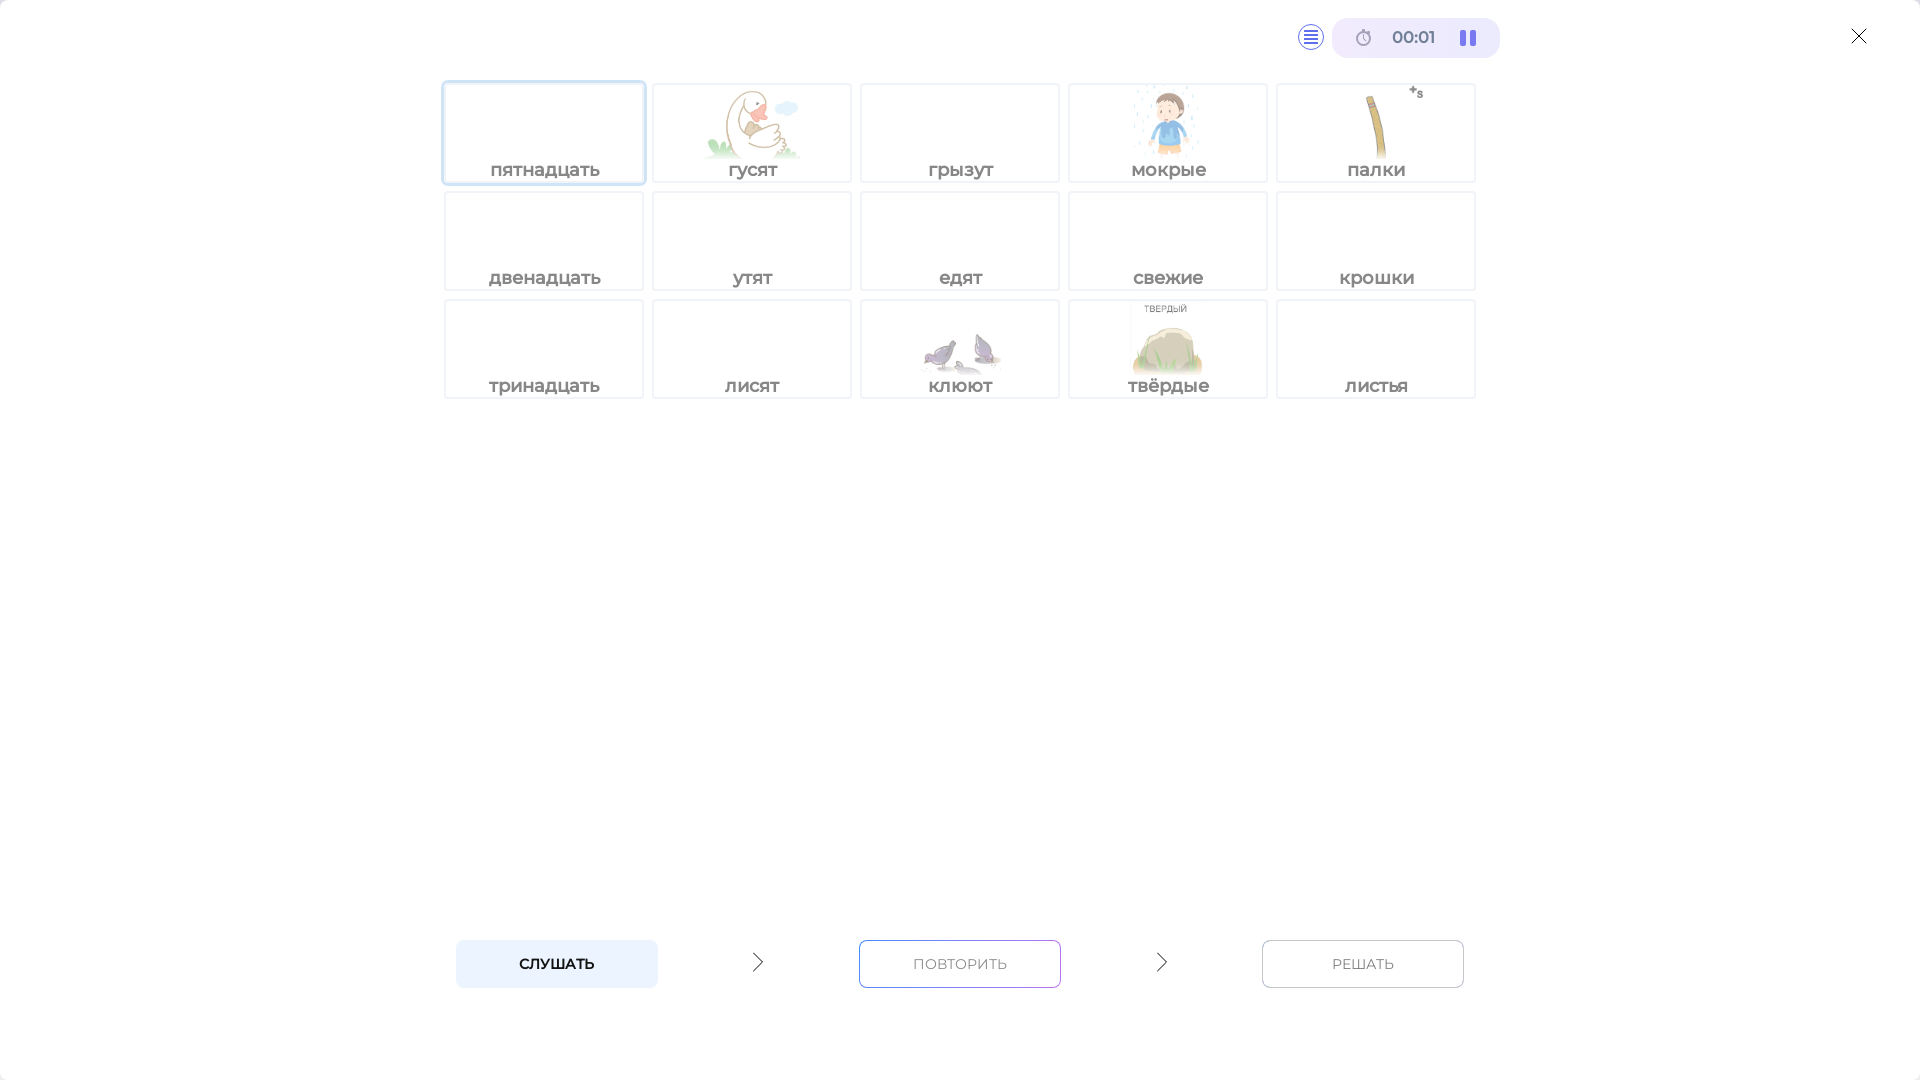 00:01
+s
пятнадцать гусят грызут мокрые палки
двенадцать утят едят свежие крошки
ТВЕРДЫЙ
тринадцать лисят клюют твёрдые листья
СЛУШАТЬ ПОВТОРИТЬ РЕШАТЬ